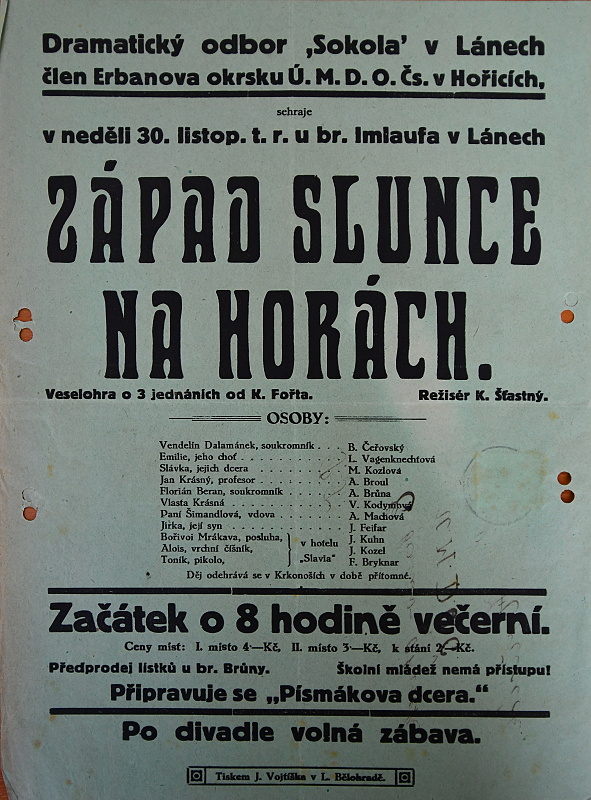 Dramatický odbor ‚Sokola' v Lánech
člen Erbanova okrsku Ú. M. D. O. Čs. v Hořicích,
sehraje
v neděli 30. listop. t. r. u br. Imlaufa v Lánech
ZÁPAD SLUNCE
NA HORÁCH.
Veselohra o 3 jednáních od K. Fořta. Režisér K. Šťastný.
OSOBY:
Vendelín Dalamánek, soukromník . . . B. Čeřovský
Emilie, jeho choť . . . . . . . . . . L. Vagenknechtová
Slávka, jejich dcera . . . . . . . . . M. Kozlová
Jan Krásný, profesor . . . . . . . . . A. Broul
Florián Beran, soukromník . . . . . . A. Brůna
Vlasta Krásná . . . . . . . . . . . . V. Kodymová
Paní Šimandlová, vdova . . . . . . . A. Machová
Jirka, její syn . . . . . . . . . . . . J. Fejfar
Bořivoj Mrákava, posluha, } v hotelu J. Kuhn
Alois, vrchní číšník, } „Slavia" J. Kozel
Toník, pikolo, F. Bryknar
Děj odehrává se v Krkonoších v době přítomné.
Začátek o 8 hodině večerní.
Ceny míst: I. místo 4·—Kč, II. místo 3·—Kč, k stání 2·—Kč.
Předprodej lístků u br. Brůny. Školní mládež nemá přístupu!
Připravuje se „Písmákova dcera."
Po divadle volná zábava.
Tiskem J. Vojtíška v L. Bělohradě.